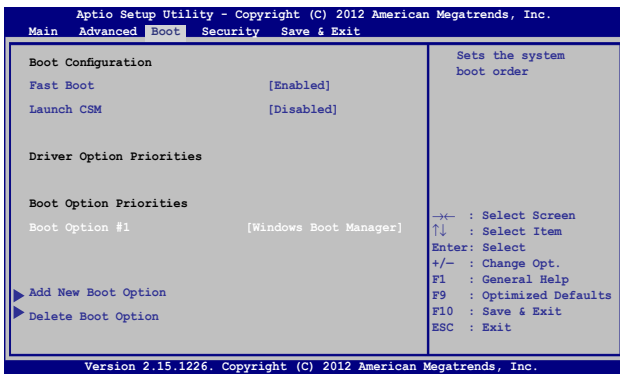 Aptio Setup Utility - Copyright (C) 2012 American Megatrends, Inc.
Main Advanced Boot Security Save & Exit
Boot Configuration
Fast Boot [Enabled]
Launch CSM [Disabled]
Driver Option Priorities
Boot Option Priorities
Boot Option #1 [Windows Boot Manager]
Add New Boot Option
Delete Boot Option
Sets the system
boot order
→← : Select Screen
↑↓ : Select Item
Enter: Select
+/— : Change Opt.
F1 : General Help
F9 : Optimized Defaults
F10 : Save & Exit
ESC : Exit
Version 2.15.1226. Copyright (C) 2012 American Megatrends, Inc.